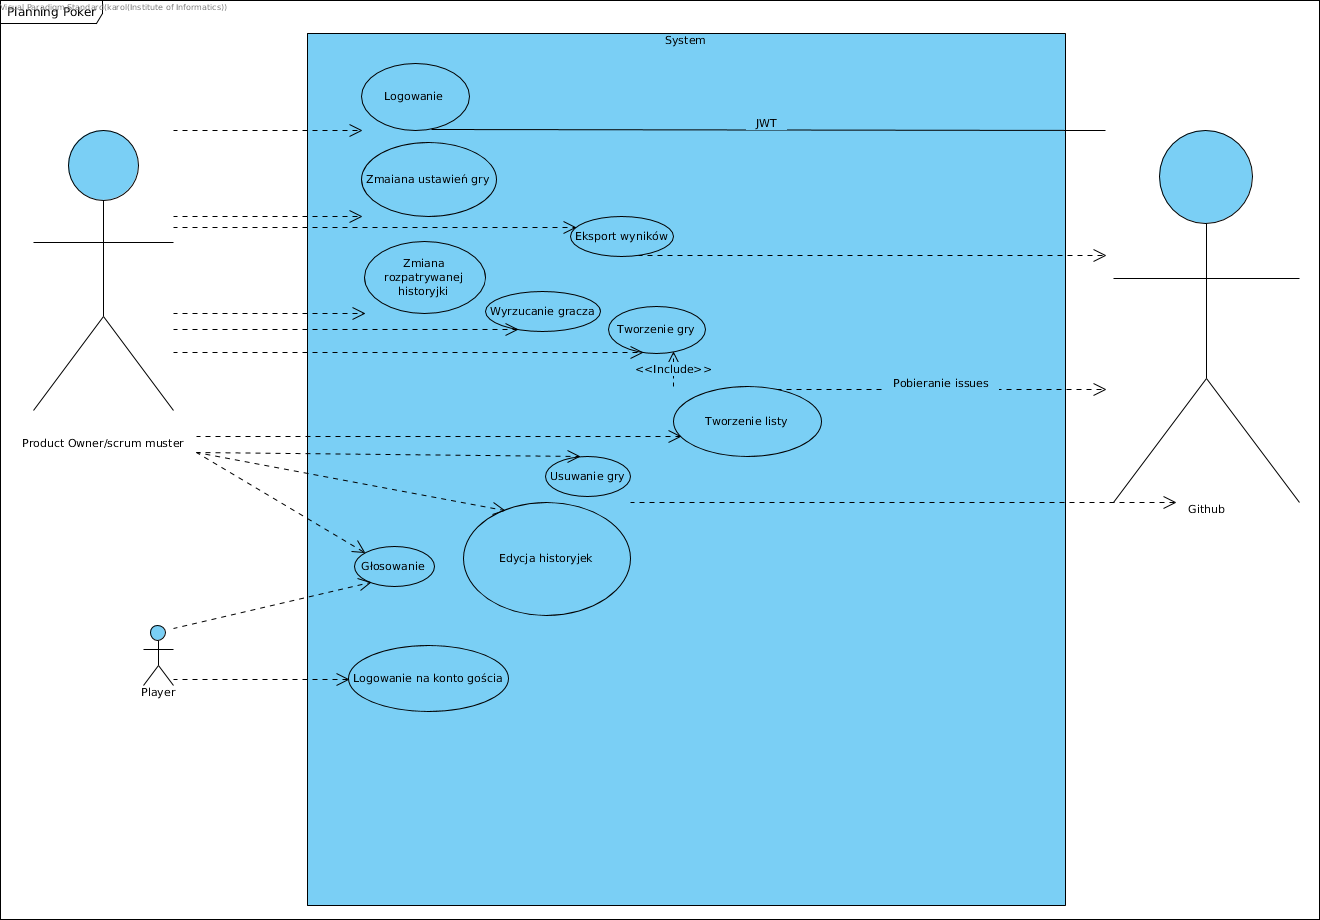 Visual Paradigm Standard(karol(Institute of Informatics))
Planning Poker
System
Logowanie
JWT
Zmaiana ustawień gry
Eksport wyników
Zmiana
rozpatrywanej
historyjki
Wyrzucanie gracza
Tworzenie gry
<<Include>>
Pobieranie issues
Tworzenie listy
Product Owner/scrum muster
Usuwanie gry
Github
Edycja historyjek
Głosowanie
Player
Logowanie na konto gościa